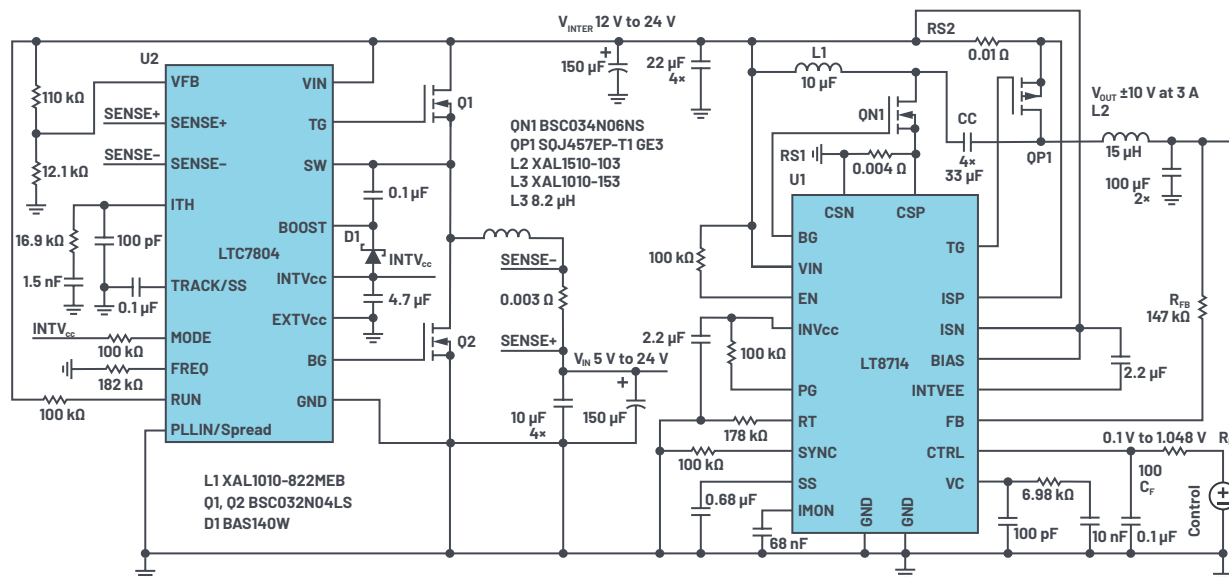 V_INTER 12 V to 24 V
U2
LTC7804
VFB
SENSE+
SENSE−
ITH
TRACK/SS
MODE
FREQ
RUN
PLLIN/Spread
VIN
TG
SW
BOOST
INTVcc
EXTVcc
BG
GND
110 kΩ
SENSE+
SENSE−
12.1 kΩ
16.9 kΩ
100 pF
1.5 nF
0.1 µF
INTVcc
100 kΩ
182 kΩ
100 kΩ
Q1
0.1 µF
D1
INTVcc
4.7 µF
Q2
150 µF
+
22 µF
4×
QN1 BSC034N06NS
QP1 SQJ457EP-T1 GE3
L2 XAL1510-103
L3 XAL1010-153
L3 8.2 µH
SENSE−
0.003 Ω
SENSE+
V_IN 5 V to 24 V
10 µF
4×
+
150 µF
L1 XAL1010-822MEB
Q1, Q2 BSC032N04LS
D1 BAS140W
RS2
0.01 Ω
L1
10 µF
QN1
CC
4×
33 µF
RS1
0.004 Ω
QP1
V_OUT ±10 V at 3 A
L2
15 µH
100 µF
2×
U1
LT8714
CSN
CSP
BG
VIN
EN
INVcc
PG
RT
SYNC
SS
IMON
GND
GND
TG
ISP
ISN
BIAS
INTVEE
FB
CTRL
VC
100 kΩ
2.2 µF
100 kΩ
178 kΩ
100 kΩ
0.68 µF
68 nF
R_FB
147 kΩ
2.2 µF
0.1 V to 1.048 V
100
C_F
0.1 µF
6.98 kΩ
100 pF
10 nF
Control
+
−